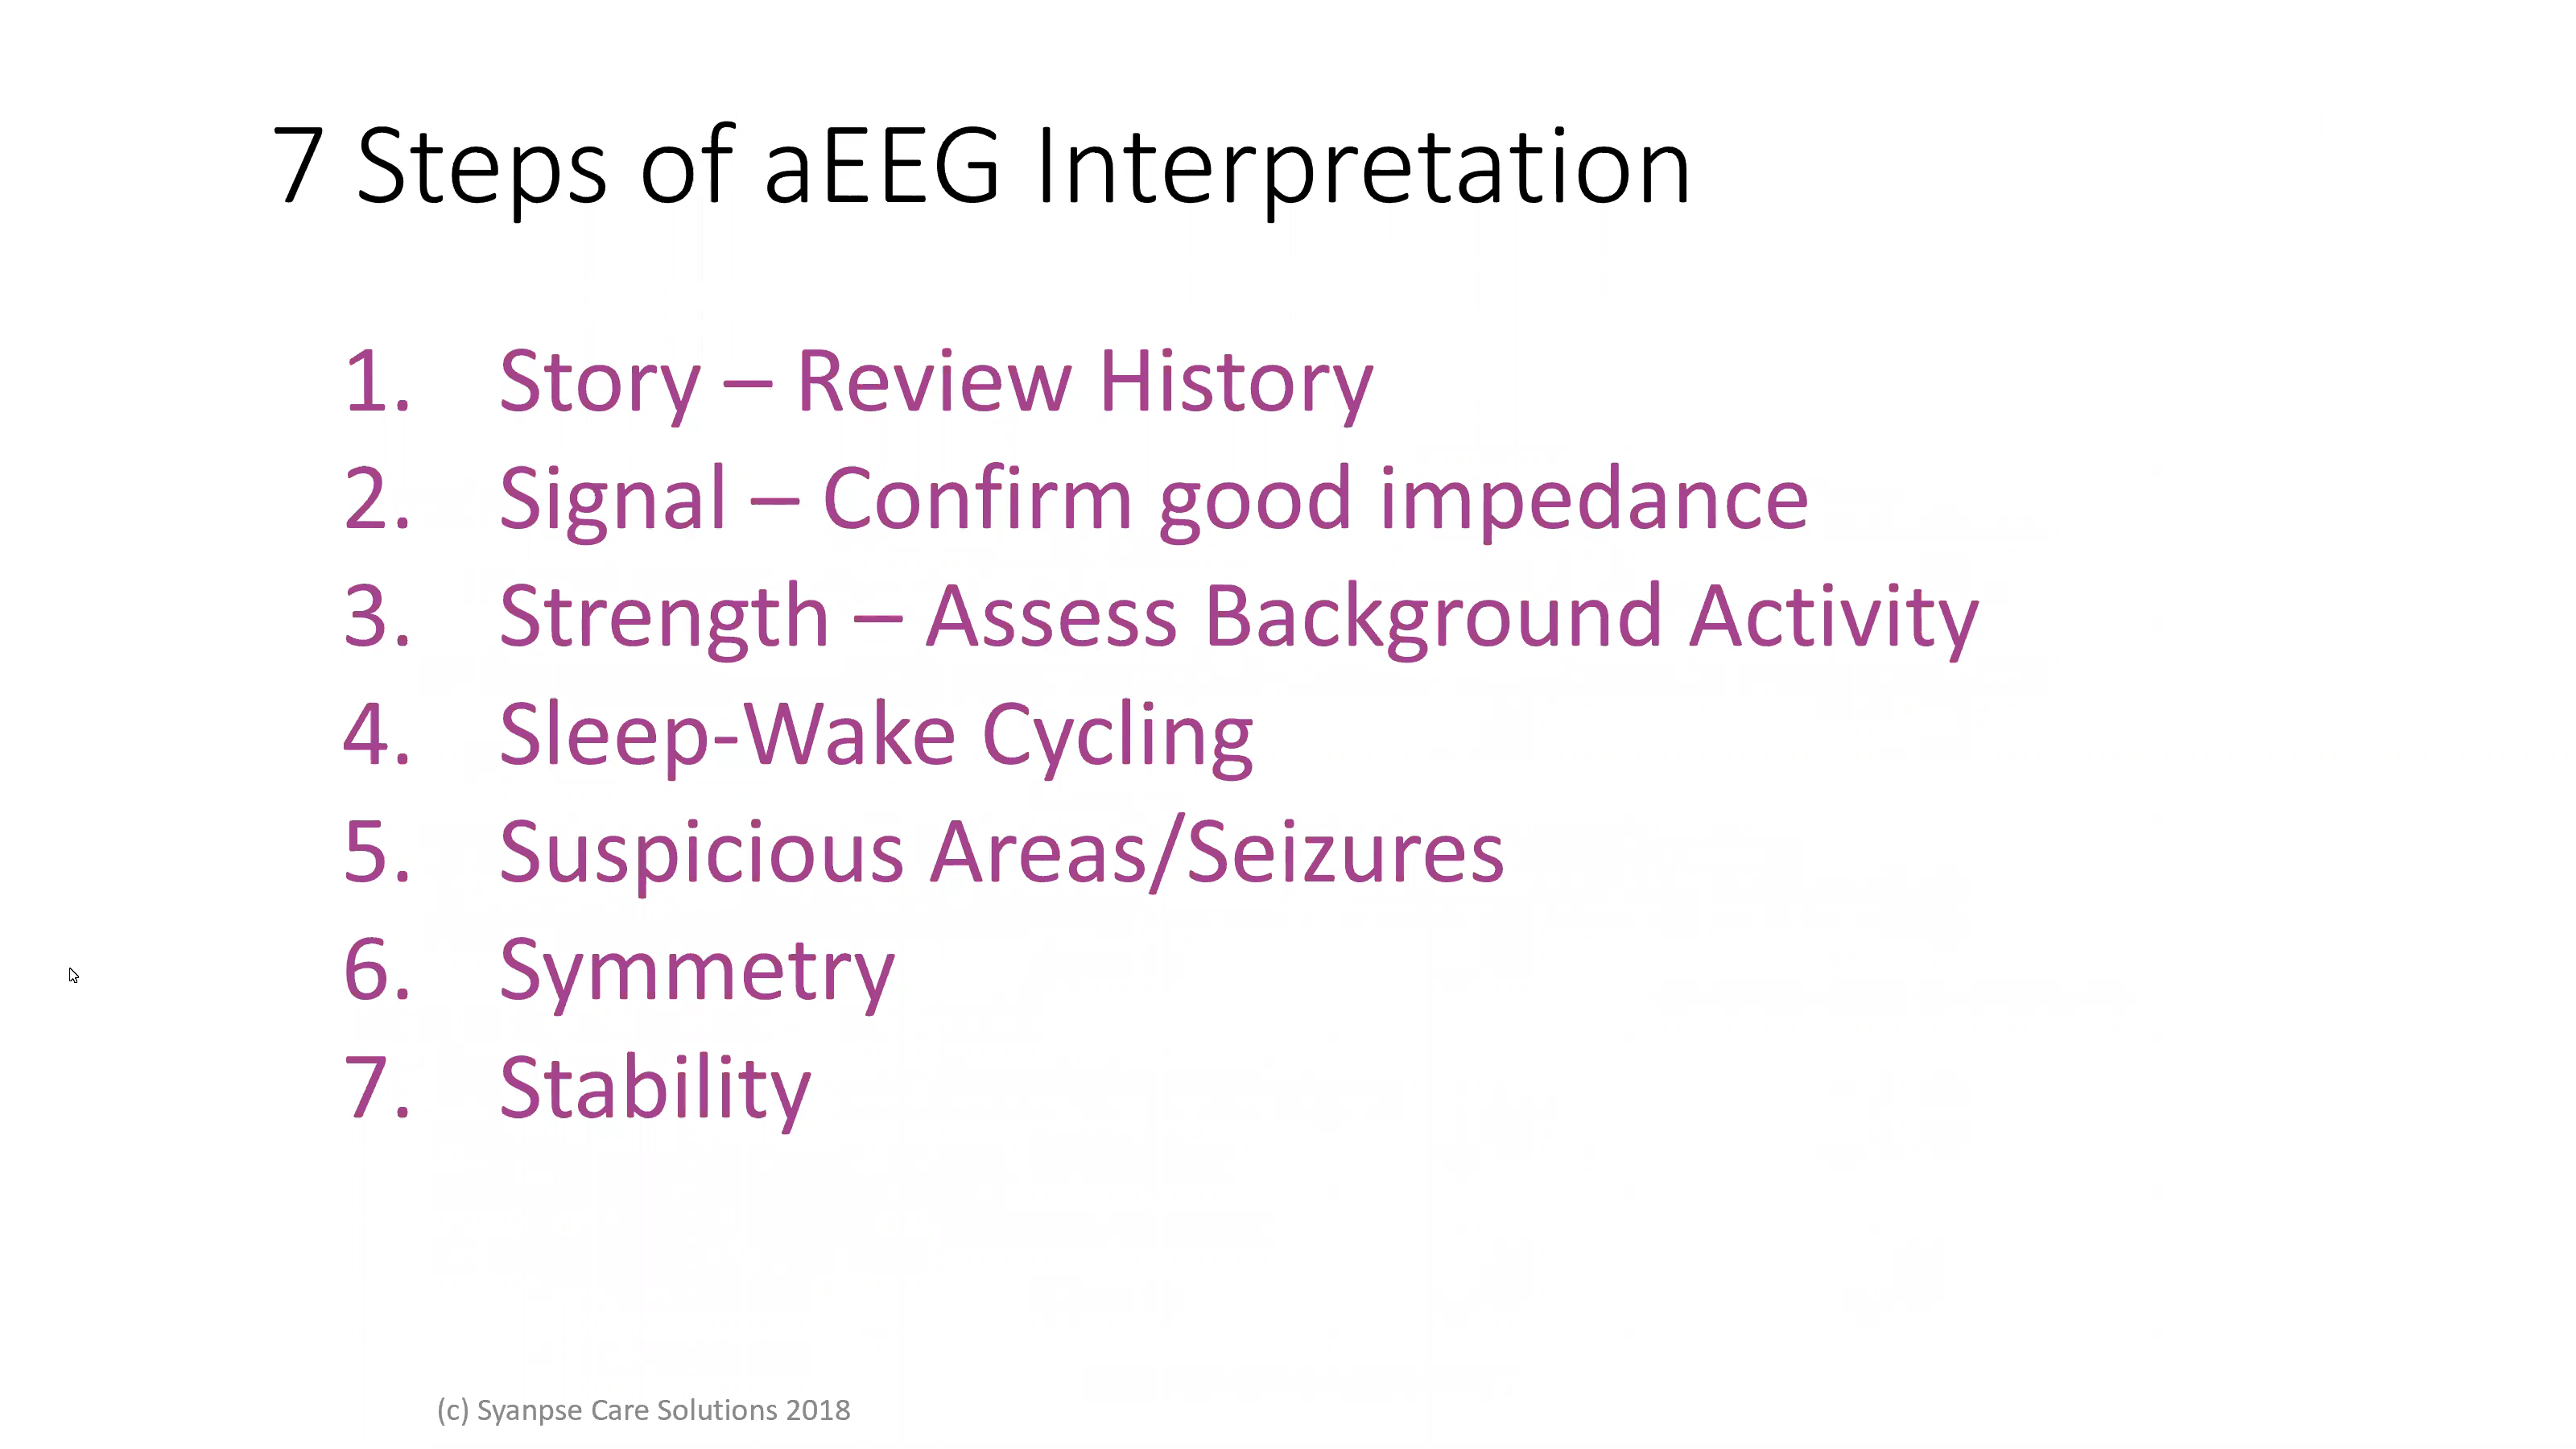 7 Steps of aEEG Interpretation
1. Story – Review History
2. Signal – Confirm good impedance
3. Strength – Assess Background Activity
4. Sleep-Wake Cycling
5. Suspicious Areas/Seizures
6. Symmetry
7. Stability
(c) Syanpse Care Solutions 2018